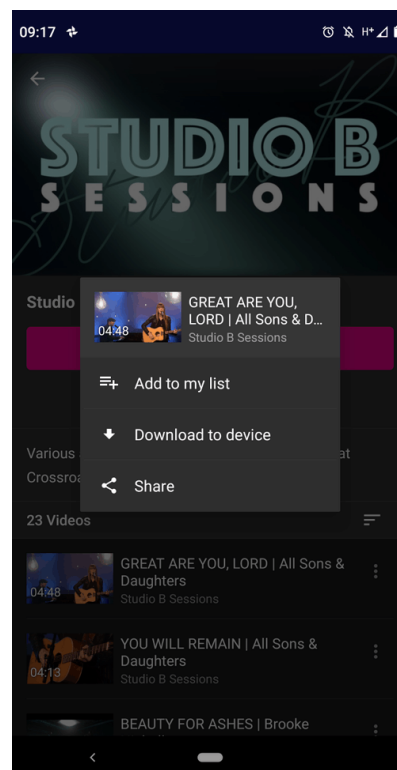 09:17
H+
STUDIO B
SESSIONS
Studio
GREAT ARE YOU,
LORD | All Sons & D...
04:48
Studio B Sessions
Add to my list
Download to device
Share
Various
at
Crossroa
23 Videos
GREAT ARE YOU, LORD | All Sons &
Daughters
04:48
Studio B Sessions
YOU WILL REMAIN | All Sons &
Daughters
04:13
Studio B Sessions
BEAUTY FOR ASHES | Brooke